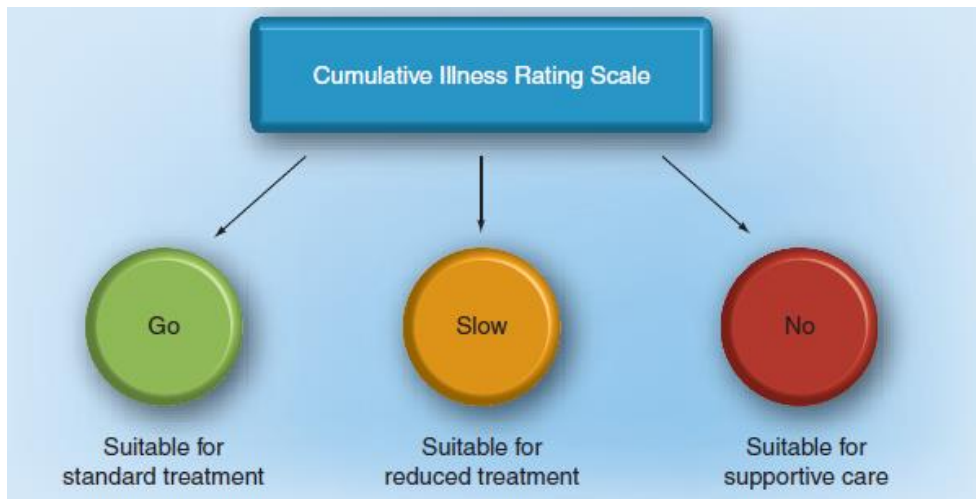 Cumulative Illness Rating Scale
Go
Slow
No
Suitable for
standard treatment
Suitable for
reduced treatment
Suitable for
supportive care